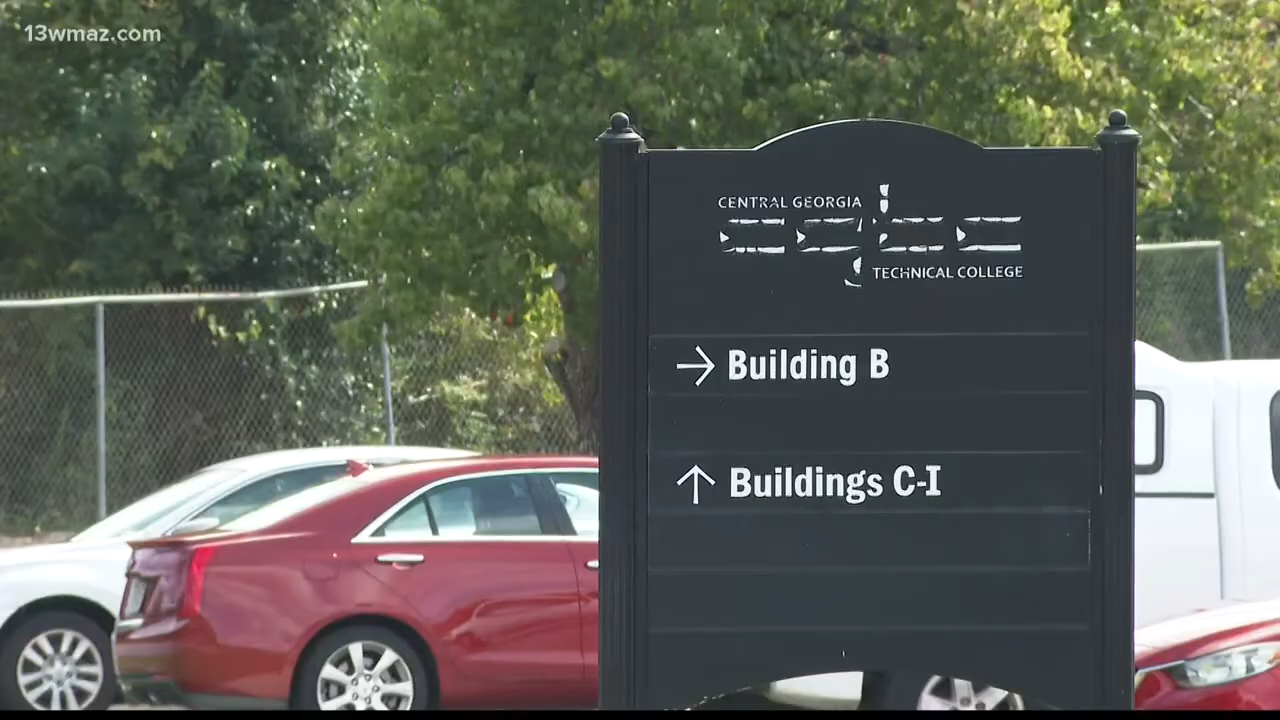 13wmaz.com
CENTRAL GEORGIA
TECHNICAL COLLEGE
→ Building B
↑ Buildings C-I